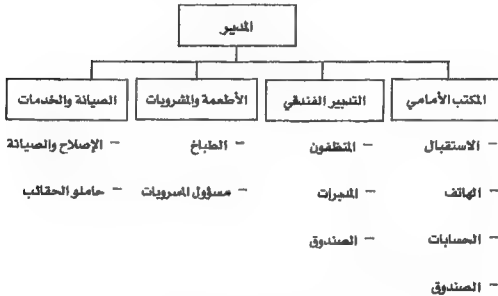 المدير
المكتب الأمامي
- الاستقبال
- الهاتف
- الحسابات
- الصندوق
التدبير الفندقي
- المنظفون
- المدبرات
- الصندوق
الأطعمة والمشروبات
- الطباخ
- مسؤول المشروبات
الصيانة والخدمات
- الإصلاح والصيانة
- حاملو الحقائب